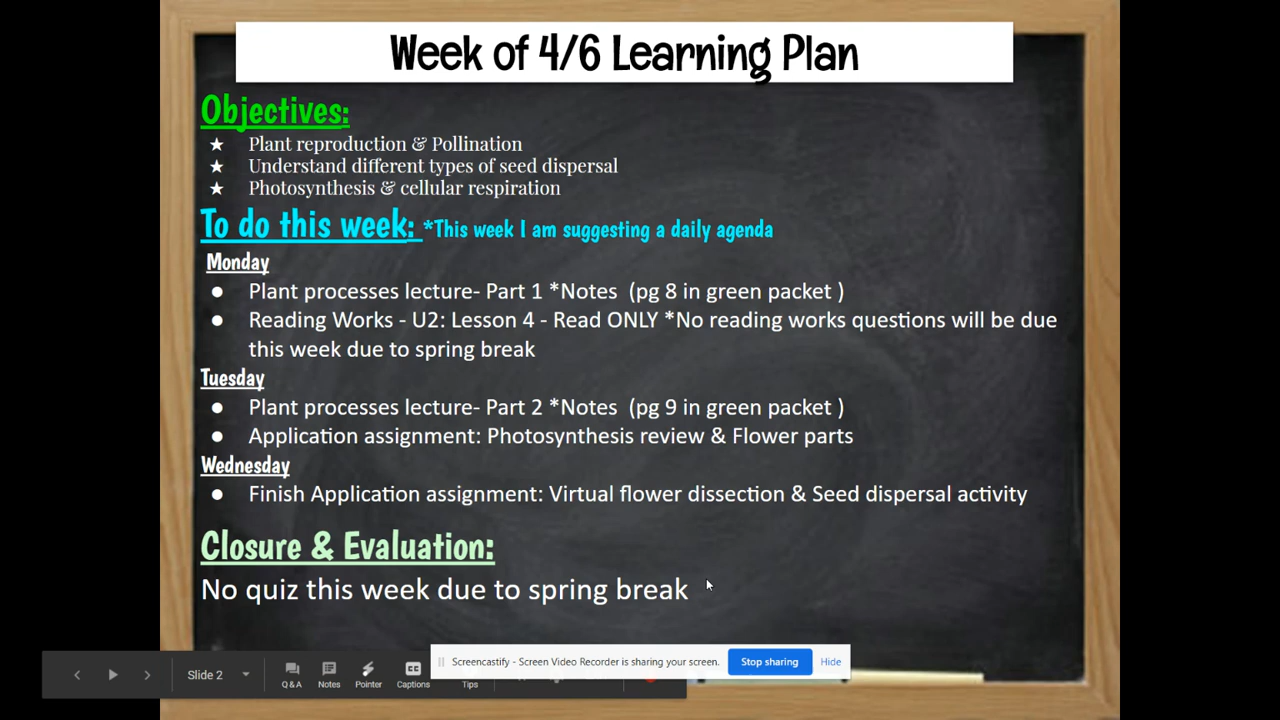 Week of 4/6 Learning Plan
Objectives:
★ Plant reproduction & Pollination
★ Understand different types of seed dispersal
★ Photosynthesis & cellular respiration
To do this week: *This week I am suggesting a daily agenda
Monday
● Plant processes lecture- Part 1 *Notes (pg 8 in green packet )
● Reading Works - U2: Lesson 4 - Read ONLY *No reading works questions will be due
this week due to spring break
Tuesday
● Plant processes lecture- Part 2 *Notes (pg 9 in green packet )
● Application assignment: Photosynthesis review & Flower parts
Wednesday
● Finish Application assignment: Virtual flower dissection & Seed dispersal activity
Closure & Evaluation:
No quiz this week due to spring break
Screencastify - Screen Video Recorder is sharing your screen. Stop sharing Hide
Slide 2
Q & A Notes Pointer Captions Tips